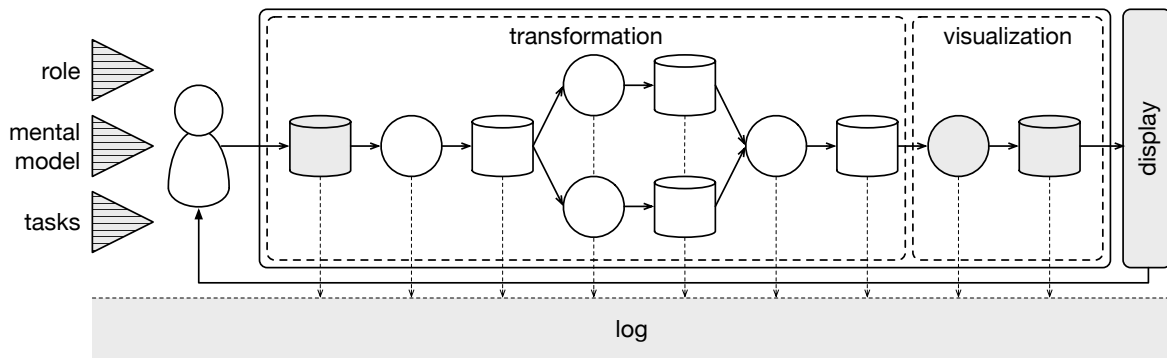 transformation
visualization
role
mental
model
tasks
display
log